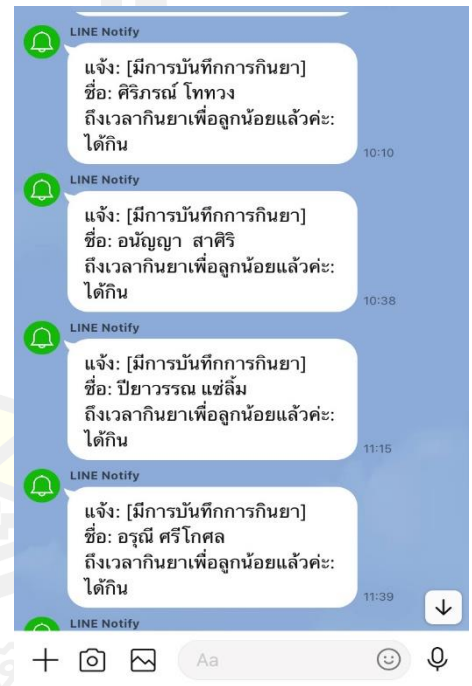 LINE Notify
แจ้ง: [มีการบันทึกการกินยา]
ชื่อ: ศิริภรณ์ โททวง
ถึงเวลากินยาเพื่อลูกน้อยแล้วค่ะ:
ได้กิน
10:10
LINE Notify
แจ้ง: [มีการบันทึกการกินยา]
ชื่อ: อนัญญา สาศิริ
ถึงเวลากินยาเพื่อลูกน้อยแล้วค่ะ:
ได้กิน
10:38
LINE Notify
แจ้ง: [มีการบันทึกการกินยา]
ชื่อ: ปิยาวรรณ แซ่ลิ้ม
ถึงเวลากินยาเพื่อลูกน้อยแล้วค่ะ:
ได้กิน
11:15
LINE Notify
แจ้ง: [มีการบันทึกการกินยา]
ชื่อ: อรุณี ศรีโกศล
ถึงเวลากินยาเพื่อลูกน้อยแล้วค่ะ:
ได้กิน
11:39
LINE Notify
Aa